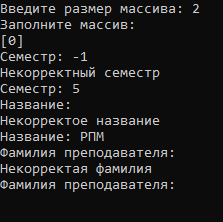 Введите размер массива: 2
Заполните массив:
[0]
Семестр: -1
Некорректный семестр
Семестр: 5
Название:
Некорректое название
Название: РПМ
Фамилия преподавателя:
Некорректая фамилия
Фамилия преподавателя: